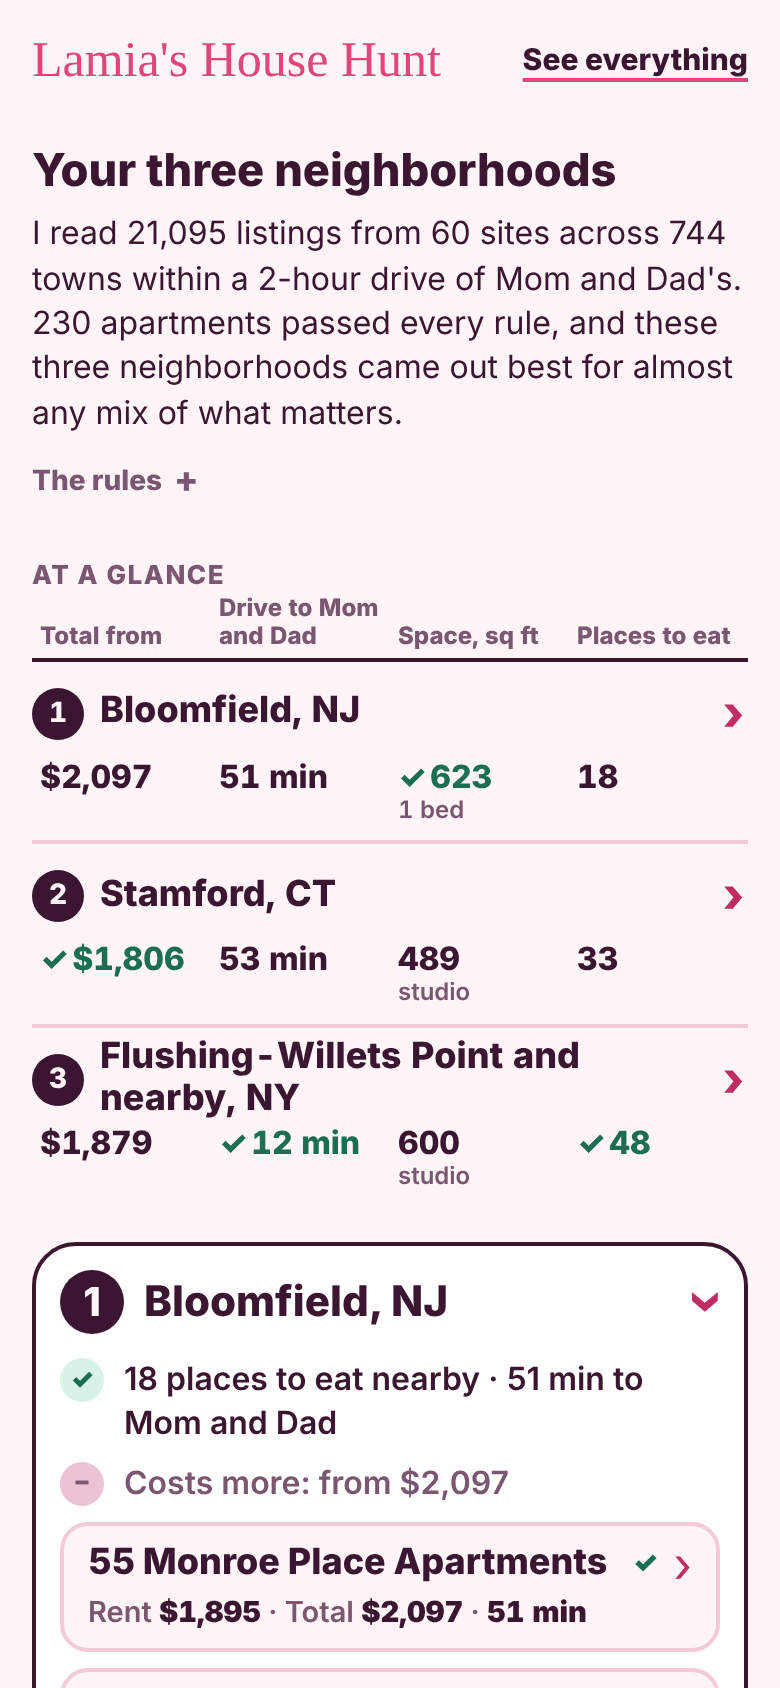 Lamia's House Hunt
See everything
Your three neighborhoods
I read 21,095 listings from 60 sites across 744
towns within a 2-hour drive of Mom and Dad's.
230 apartments passed every rule, and these
three neighborhoods came out best for almost
any mix of what matters.
The rules +
AT A GLANCE
Total from
Drive to Mom
and Dad
Space, sq ft
Places to eat
1 Bloomfield, NJ ›
$2,097 51 min ✓623 18
1 bed
2 Stamford, CT ›
✓$1,806 53 min 489 33
studio
3 Flushing-Willets Point and
nearby, NY ›
$1,879 ✓12 min 600 ✓48
studio
1 Bloomfield, NJ
✓ 18 places to eat nearby · 51 min to
Mom and Dad
− Costs more: from $2,097
55 Monroe Place Apartments ✓ ›
Rent $1,895 · Total $2,097 · 51 min